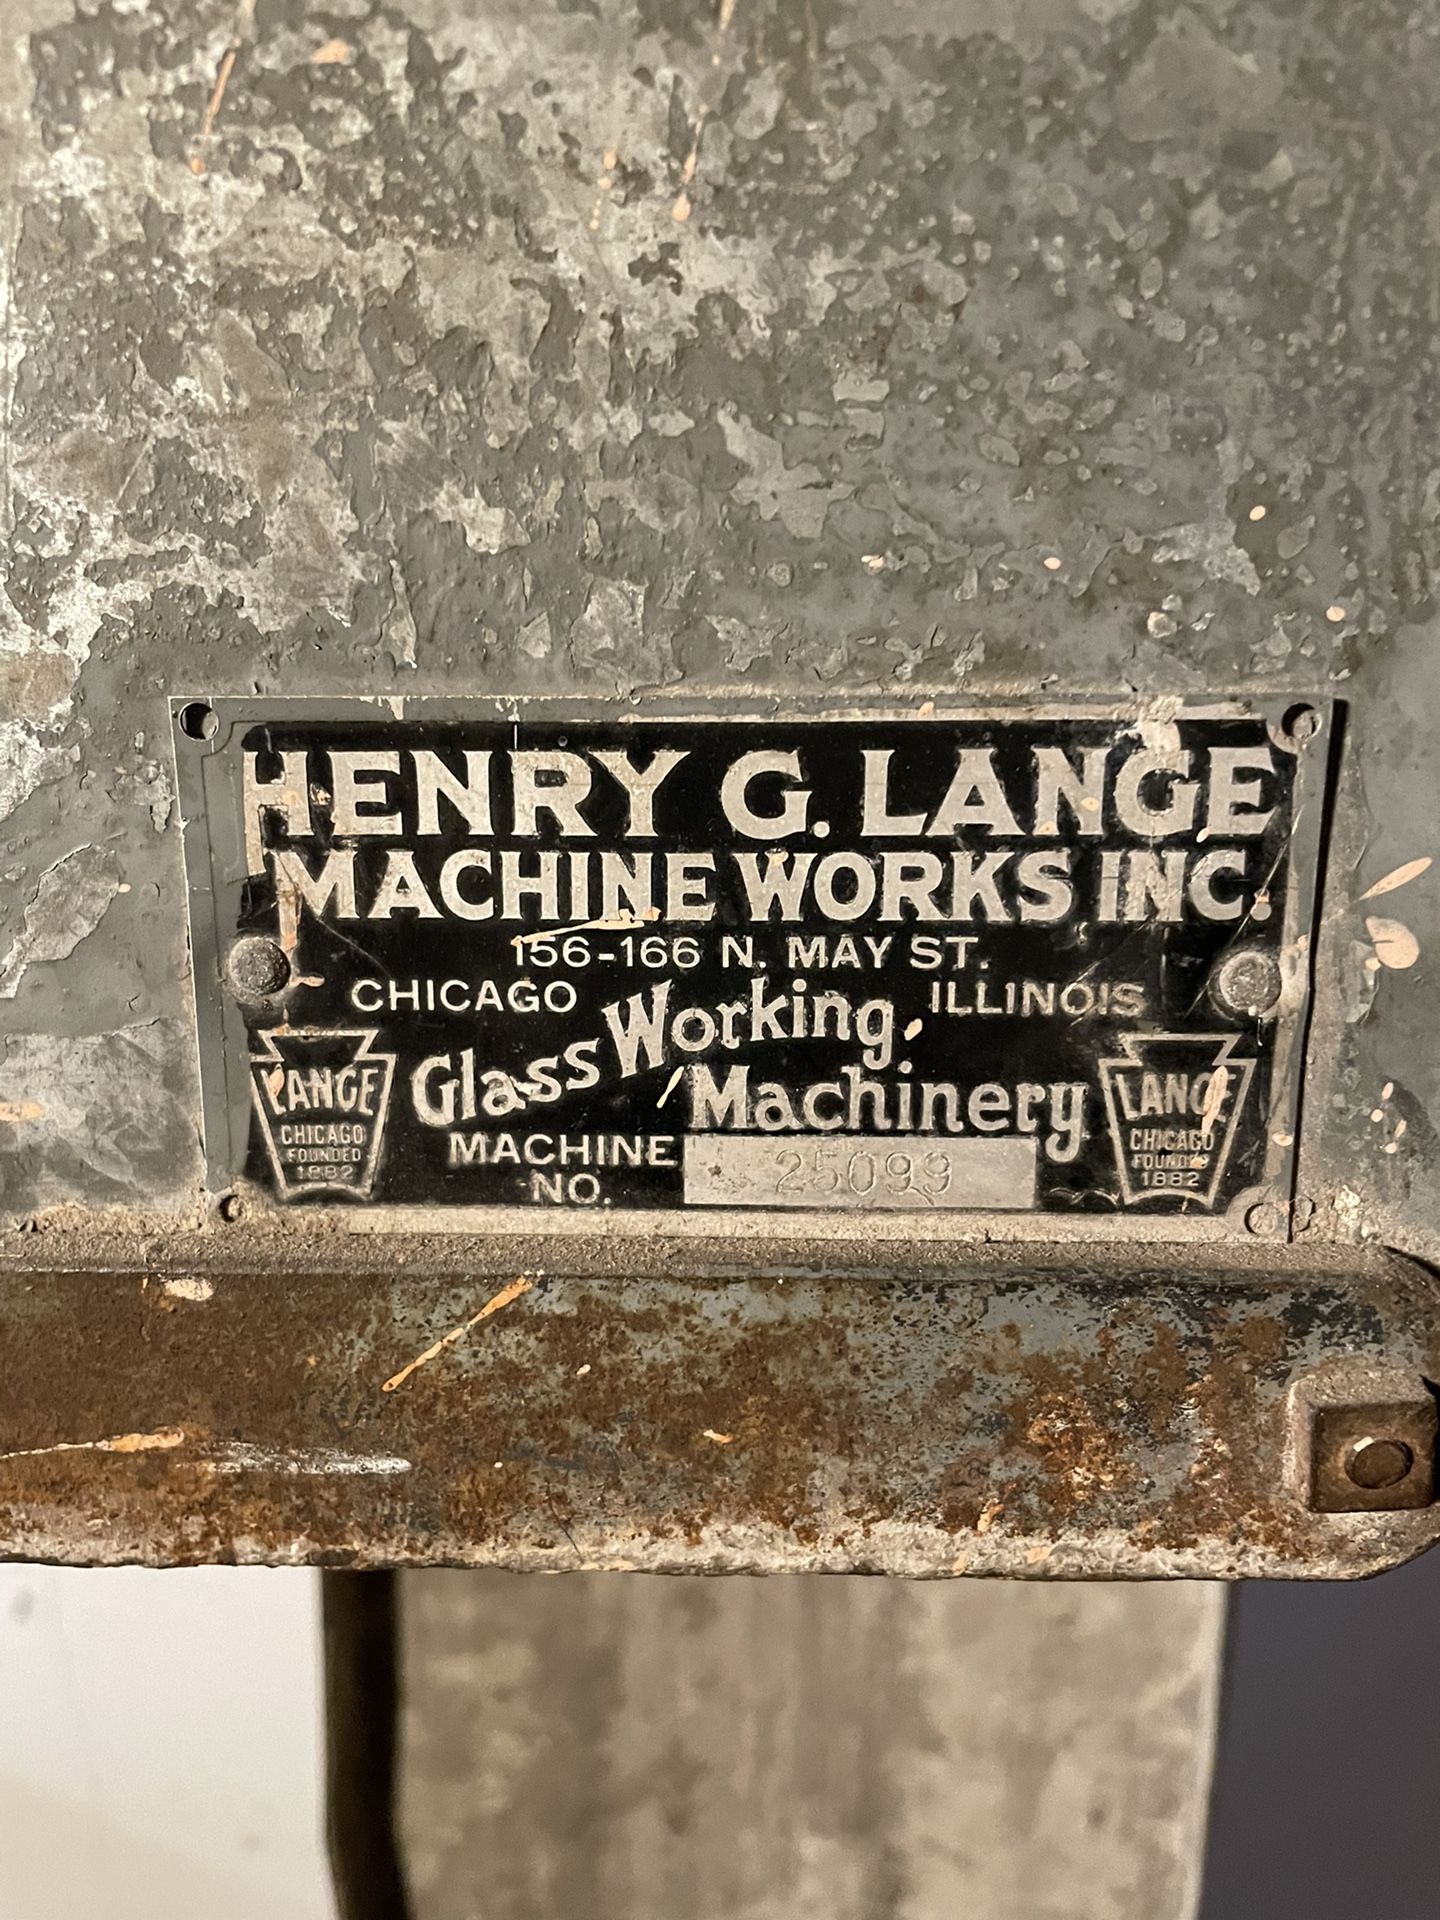 HENRY G. LANGE
MACHINE WORKS INC.
156-166 N. MAY ST.
CHICAGO ILLINOIS
Glass Working
Machinery
MACHINE
NO. 25099
LANGE
CHICAGO
FOUNDED
1882
LANGE
CHICAGO
FOUNDED
1882